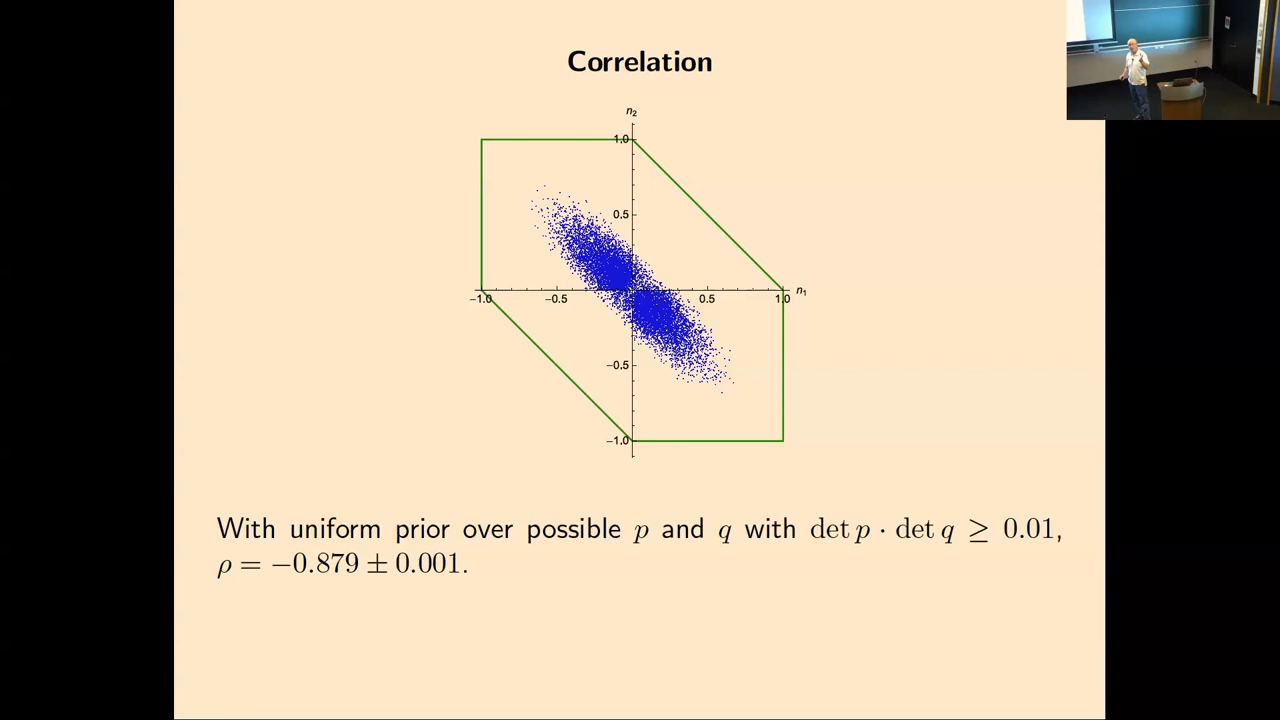 Correlation
n₂
1.0
0.5
−1.0 −0.5 0.5 1.0 n₁
−0.5
−1.0
With uniform prior over possible p and q with det p · det q ≥ 0.01,
ρ = −0.879 ± 0.001.